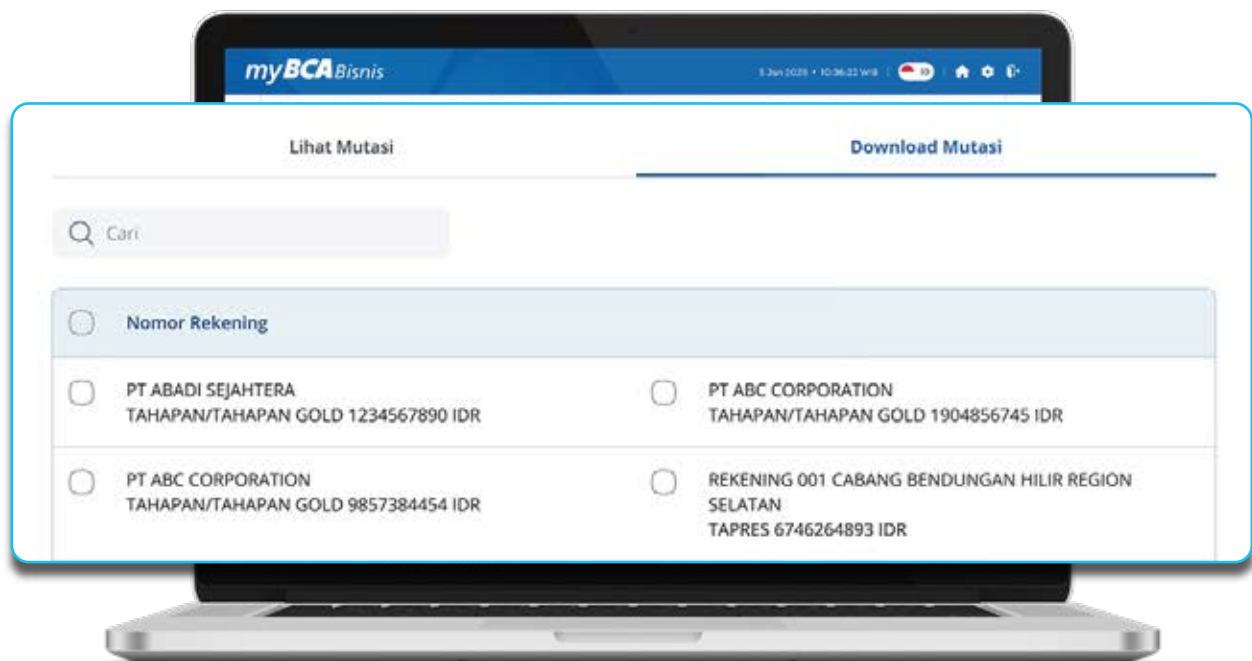 myBCA Bisnis
Lihat Mutasi
Download Mutasi
Cari
Nomor Rekening
PT ABADI SEJAHTERA
TAHAPAN/TAHAPAN GOLD 1234567890 IDR
PT ABC CORPORATION
TAHAPAN/TAHAPAN GOLD 1904856745 IDR
PT ABC CORPORATION
TAHAPAN/TAHAPAN GOLD 9857384454 IDR
REKENING 001 CABANG BENDUNGAN HILIR REGION
SELATAN
TAPRES 6746264893 IDR